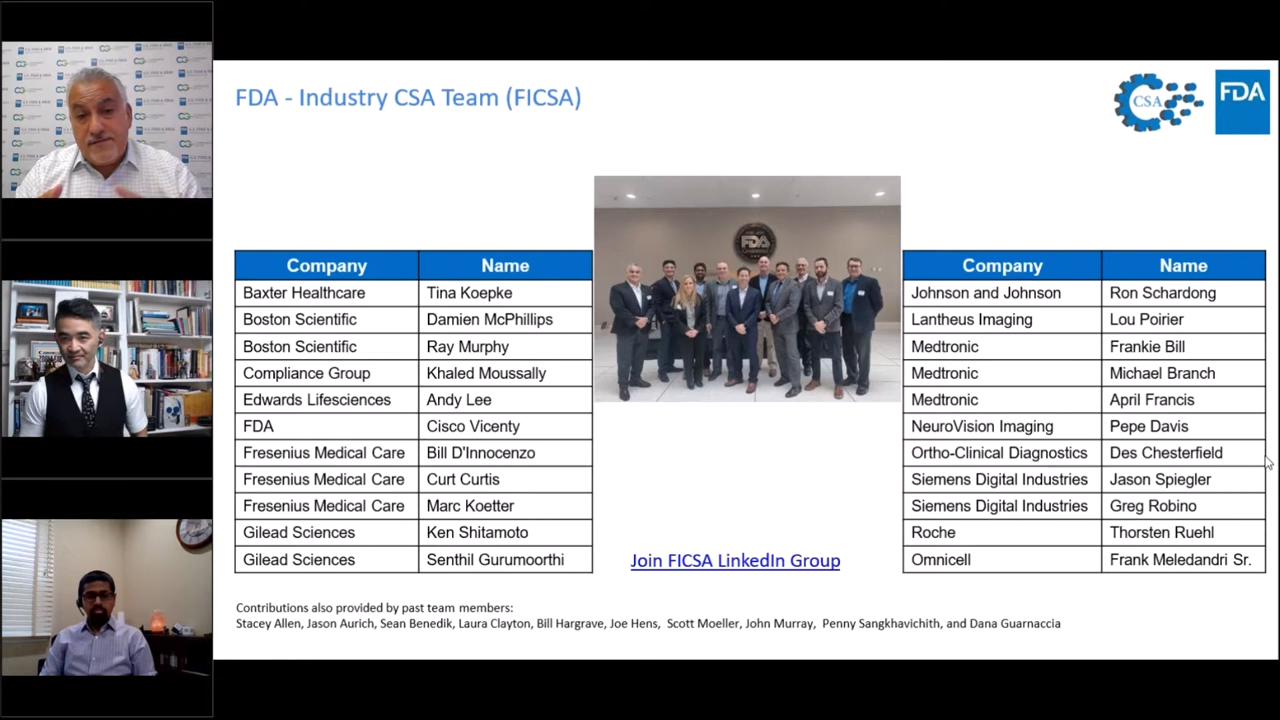 FDA - Industry CSA Team (FICSA)
CSA
FDA
FDA
Company Name
Baxter Healthcare Tina Koepke
Boston Scientific Damien McPhillips
Boston Scientific Ray Murphy
Compliance Group Khaled Moussally
Edwards Lifesciences Andy Lee
FDA Cisco Vicenty
Fresenius Medical Care Bill D'Innocenzo
Fresenius Medical Care Curt Curtis
Fresenius Medical Care Marc Koetter
Gilead Sciences Ken Shitamoto
Gilead Sciences Senthil Gurumoorthi
Company Name
Johnson and Johnson Ron Schardong
Lantheus Imaging Lou Poirier
Medtronic Frankie Bill
Medtronic Michael Branch
Medtronic April Francis
NeuroVision Imaging Pepe Davis
Ortho-Clinical Diagnostics Des Chesterfield
Siemens Digital Industries Jason Spiegler
Siemens Digital Industries Greg Robino
Roche Thorsten Ruehl
Omnicell Frank Meledandri Sr.
Join FICSA LinkedIn Group
Contributions also provided by past team members:
Stacey Allen, Jason Aurich, Sean Benedik, Laura Clayton, Bill Hargrave, Joe Hens, Scott Moeller, John Murray, Penny Sangkhavichith, and Dana Guarnaccia